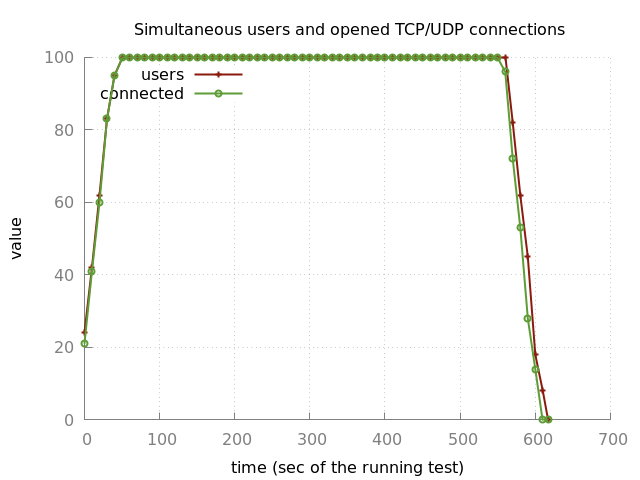 Simultaneous users and opened TCP/UDP connections
100
users
connected
80
60
value
40
20
0
0 100 200 300 400 500 600 700
time (sec of the running test)